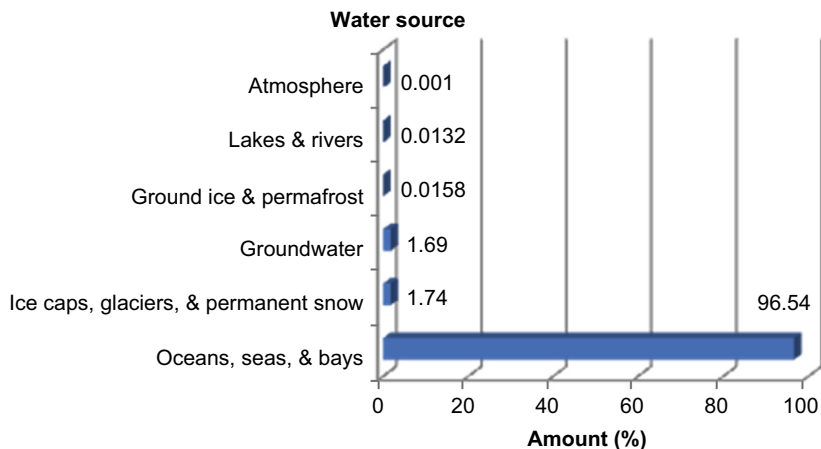 Water source
Atmosphere 0.001
Lakes & rivers 0.0132
Ground ice & permafrost 0.0158
Groundwater 1.69
Ice caps, glaciers, & permanent snow 1.74
96.54
Oceans, seas, & bays
0 20 40 60 80 100
Amount (%)